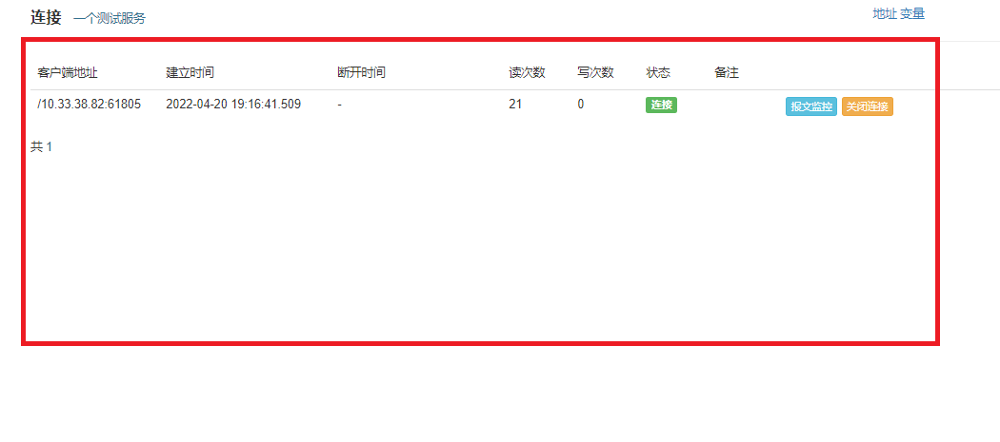 连接 一个测试服务 地址 变量
客户端地址 建立时间 断开时间 读次数 写次数 状态 备注
/10.33.38.82:61805 2022-04-20 19:16:41.509 - 21 0 连接 报文监控 关闭连接
共 1